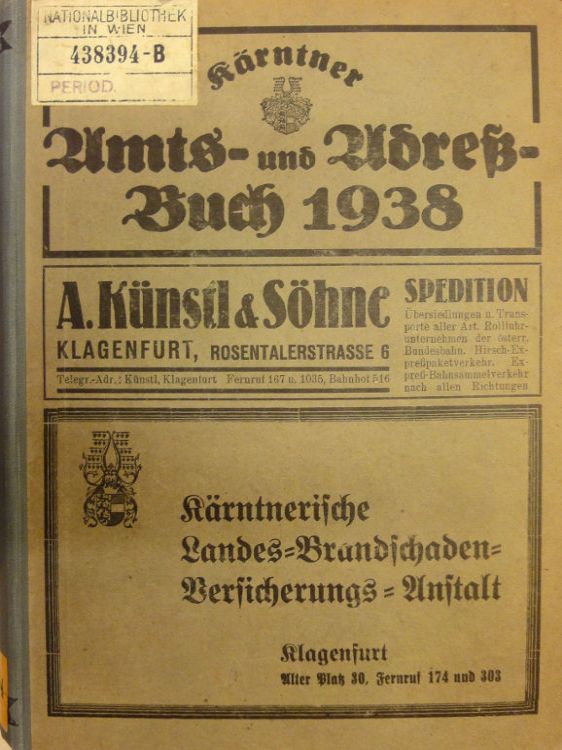 NATIONALBIBLIOTHEK
IN WIEN
438394-B
PERIOD.
Kärntner
Amts- und Adreß-
Buch 1938
A. Künstl & Söhne
KLAGENFURT, ROSENTALERSTRASSE 6
Telegr.-Adr.: Künstl, Klagenfurt Fernruf 167 u. 1035, Bahnhof 516
SPEDITION
Übersiedlungen u. Trans-
porte aller Art. Rollfuhr-
unternehmen der österr.
Bundesbahn. Hirsch-Ex-
preßpaketverkehr. Ex-
preß-Bahnsammelverkehr
nach allen Richtungen
Kärntnerische
Landes=Brandschaden=
Versicherungs=Anstalt
Klagenfurt
Alter Platz 30, Fernruf 174 und 303